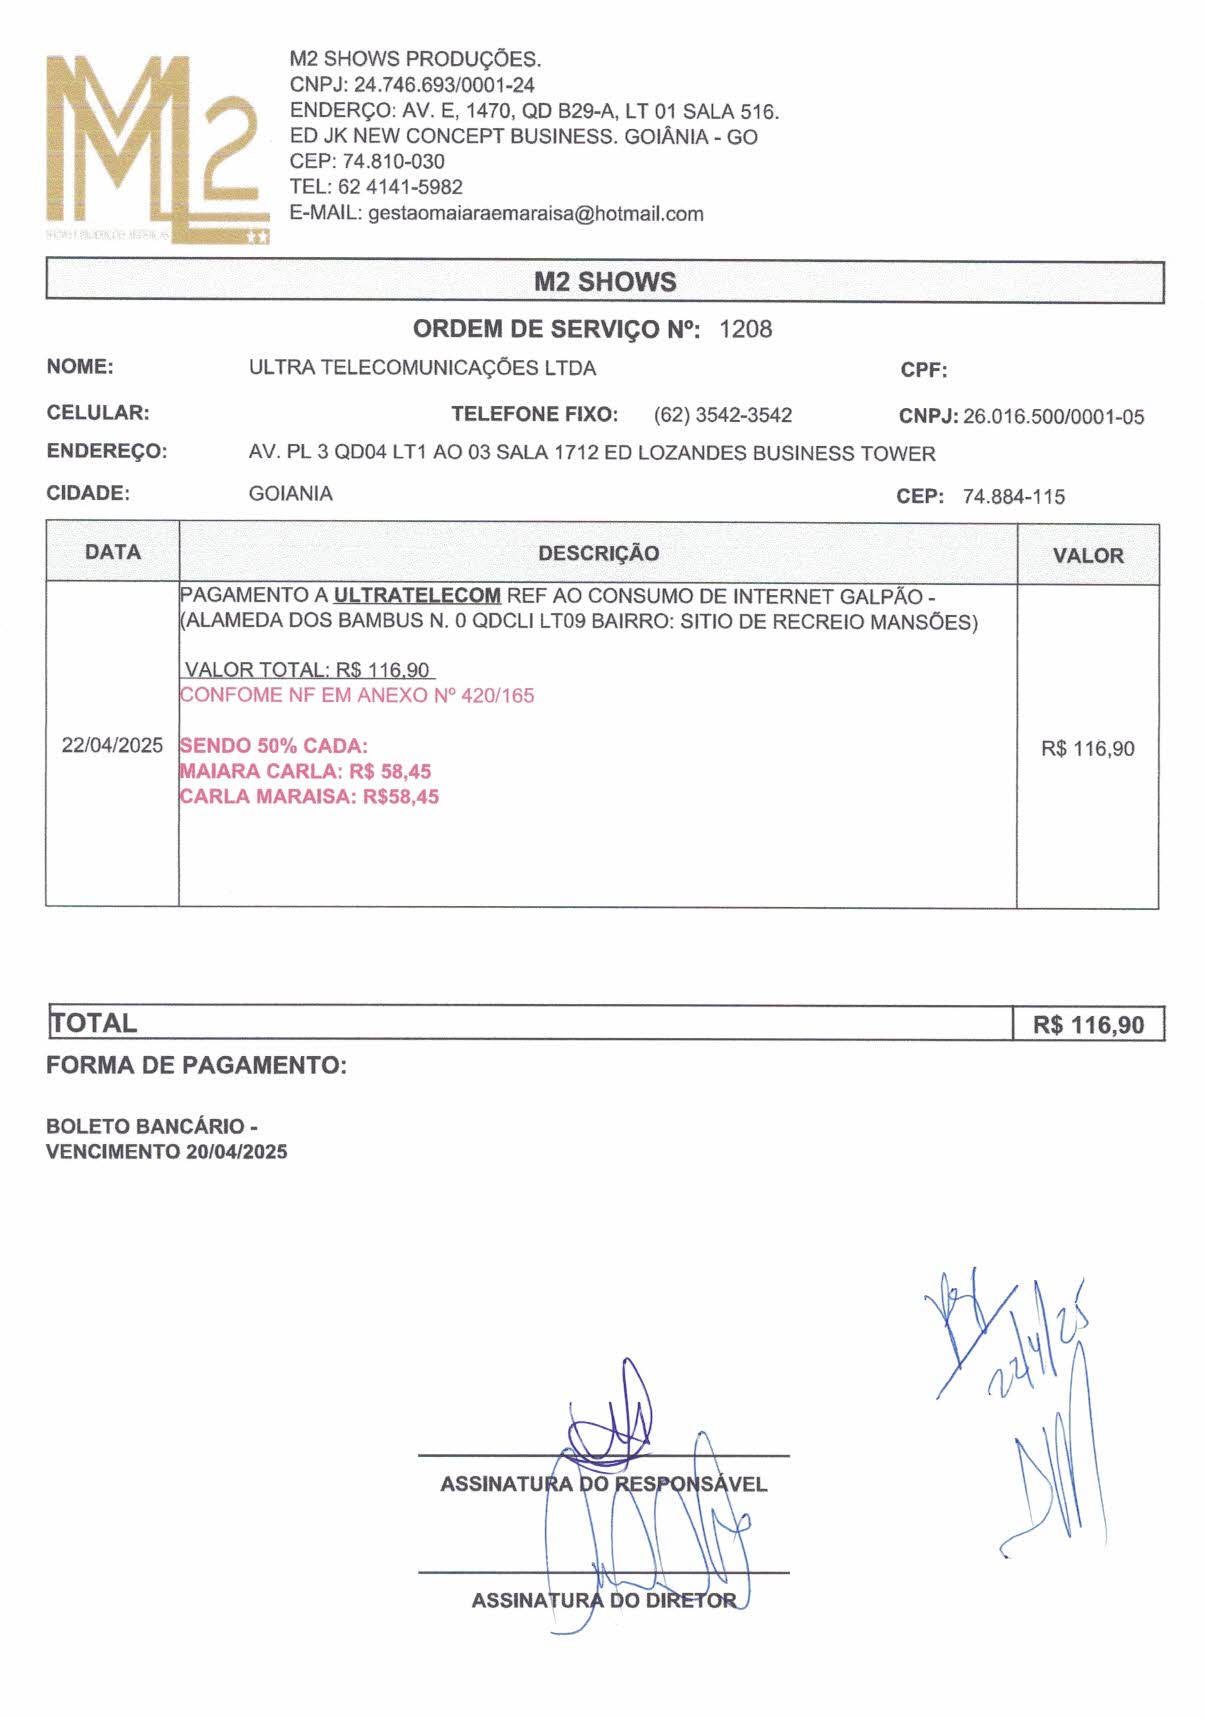 M2
M2 SHOWS PRODUÇÕES.
CNPJ: 24.746.693/0001-24
ENDERÇO: AV. E, 1470, QD B29-A, LT 01 SALA 516.
ED JK NEW CONCEPT BUSINESS. GOIÂNIA - GO
CEP: 74.810-030
TEL: 62 4141-5982
E-MAIL: gestaomaiaraemaraisa@hotmail.com
M2 SHOWS
ORDEM DE SERVIÇO Nº: 1208
NOME: ULTRA TELECOMUNICAÇÕES LTDA CPF:
CELULAR: TELEFONE FIXO: (62) 3542-3542 CNPJ: 26.016.500/0001-05
ENDEREÇO: AV. PL 3 QD04 LT1 AO 03 SALA 1712 ED LOZANDES BUSINESS TOWER
CIDADE: GOIANIA CEP: 74.884-115
DATA DESCRIÇÃO VALOR
PAGAMENTO A ULTRATELECOM REF AO CONSUMO DE INTERNET GALPÃO -
(ALAMEDA DOS BAMBUS N. 0 QDCLI LT09 BAIRRO: SITIO DE RECREIO MANSÕES)
VALOR TOTAL: R$ 116,90
CONFOME NF EM ANEXO Nº 420/165
22/04/2025 SENDO 50% CADA: R$ 116,90
MAIARA CARLA: R$ 58,45
CARLA MARAISA: R$58,45
TOTAL R$ 116,90
FORMA DE PAGAMENTO:
BOLETO BANCÁRIO -
VENCIMENTO 20/04/2025
22/4/25
ASSINATURA DO RESPONSÁVEL
ASSINATURA DO DIRETOR